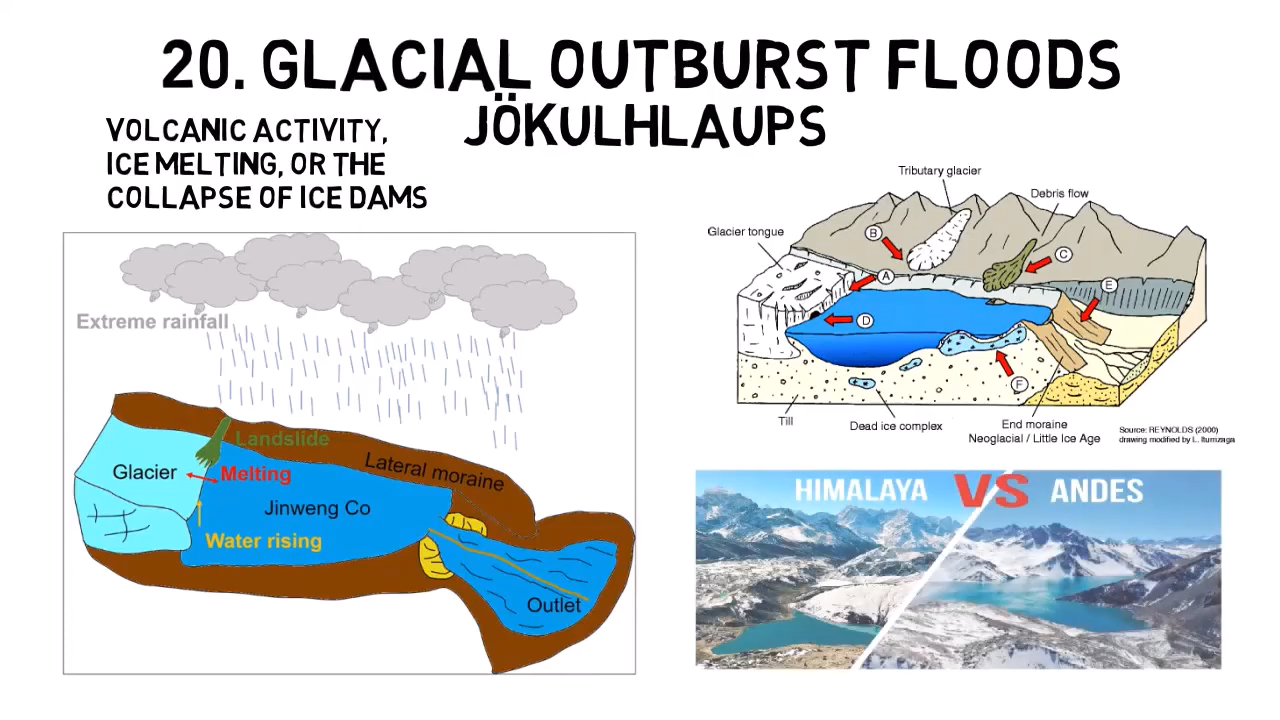 20. GLACIAL OUTBURST FLOODS
JÖKULHLAUPS
VOLCANIC ACTIVITY,
ICE MELTING, OR THE
COLLAPSE OF ICE DAMS
Extreme rainfall
Landslide
Glacier
Melting
Lateral moraine
Jinweng Co
Water rising
Outlet
Tributary glacier
Debris flow
Glacier tongue
B
C
A
E
D
F
Till
Dead ice complex
End moraine
Neoglacial / Little Ice Age
Source: REYNOLDS (2000)
drawing modified by L. Iturrizaga
HIMALAYA VS ANDES